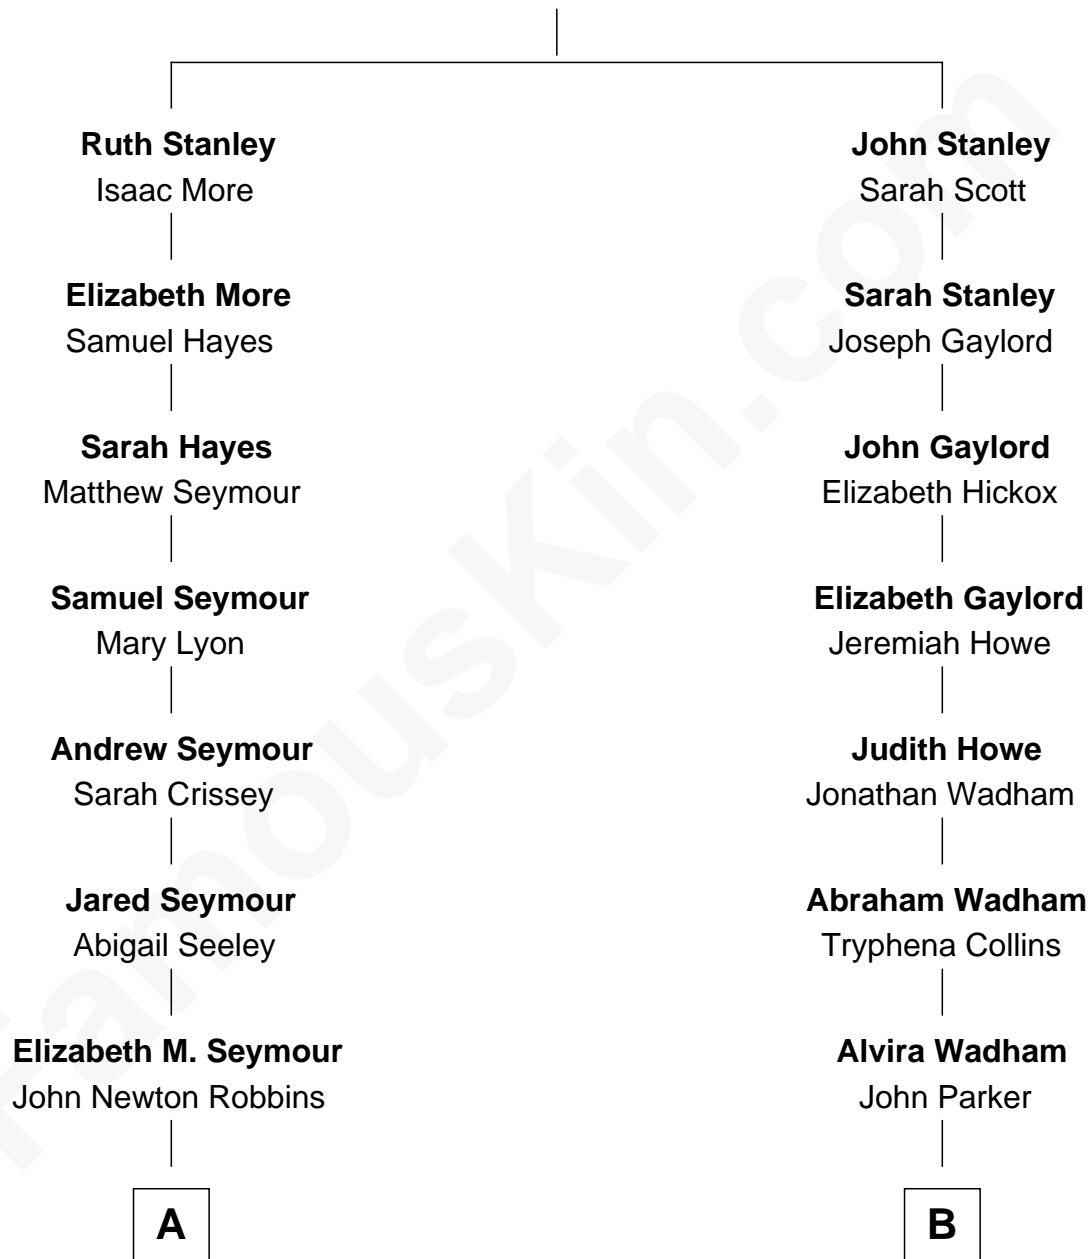 Ruth Stanley
Isaac More
John Stanley
Sarah Scott
Elizabeth More
Samuel Hayes
Sarah Stanley
Joseph Gaylord
Sarah Hayes
Matthew Seymour
John Gaylord
Elizabeth Hickox
Samuel Seymour
Mary Lyon
Elizabeth Gaylord
Jeremiah Howe
Andrew Seymour
Sarah Crissey
Judith Howe
Jonathan Wadham
Jared Seymour
Abigail Seeley
Abraham Wadham
Tryphena Collins
Elizabeth M. Seymour
John Newton Robbins
Alvira Wadham
John Parker
A
B
FamousKin.com